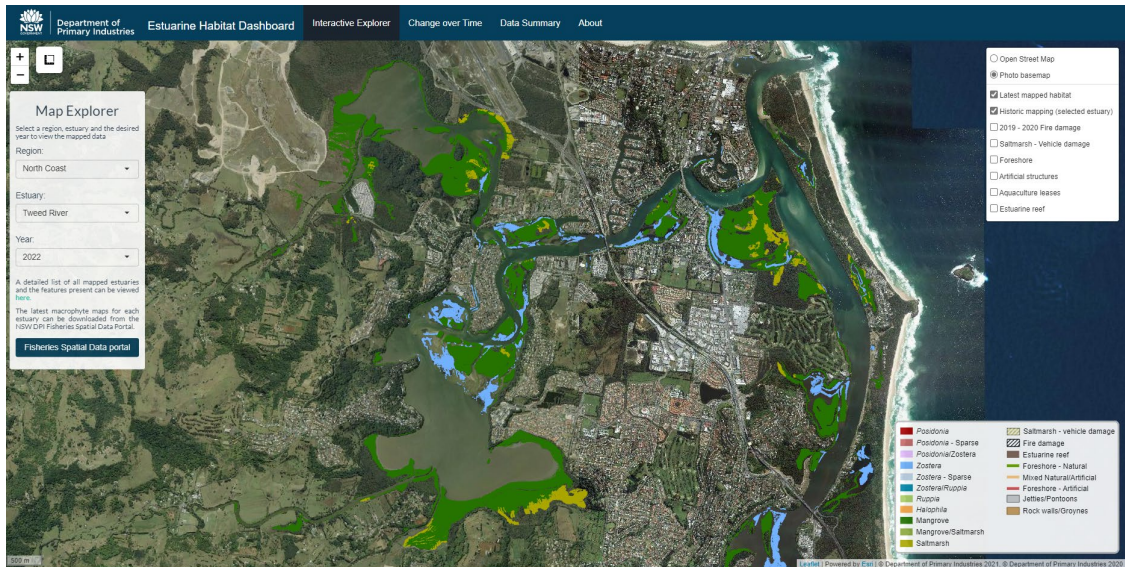 NSW
GOVERNMENT
Department of
Primary Industries
Estuarine Habitat Dashboard
Interactive Explorer
Change over Time
Data Summary
About
+
−
Map Explorer
Select a region, estuary and the desired
year to view the mapped data
Region:
North Coast
Estuary:
Tweed River
Year:
2022
A detailed list of all mapped estuaries
and the features present can be viewed
here.
The latest macrophyte maps for each
estuary can be downloaded from the
NSW DPI Fisheries Spatial Data Portal.
Fisheries Spatial Data portal
500 m
Open Street Map
Photo basemap
Latest mapped habitat
Historic mapping (selected estuary)
2019 - 2020 Fire damage
Saltmarsh - Vehicle damage
Foreshore
Artificial structures
Aquaculture leases
Estuarine reef
Posidonia
Posidonia - Sparse
Posidonia/Zostera
Zostera
Zostera - Sparse
Zostera/Ruppia
Ruppia
Halophila
Mangrove
Mangrove/Saltmarsh
Saltmarsh
Saltmarsh - vehicle damage
Fire damage
Estuarine reef
Foreshore - Natural
Mixed Natural/Artificial
Foreshore - Artificial
Jetties/Pontoons
Rock walls/Groynes
Leaflet | Powered by Esri | © Department of Primary Industries 2021, © Department of Primary Industries 2020